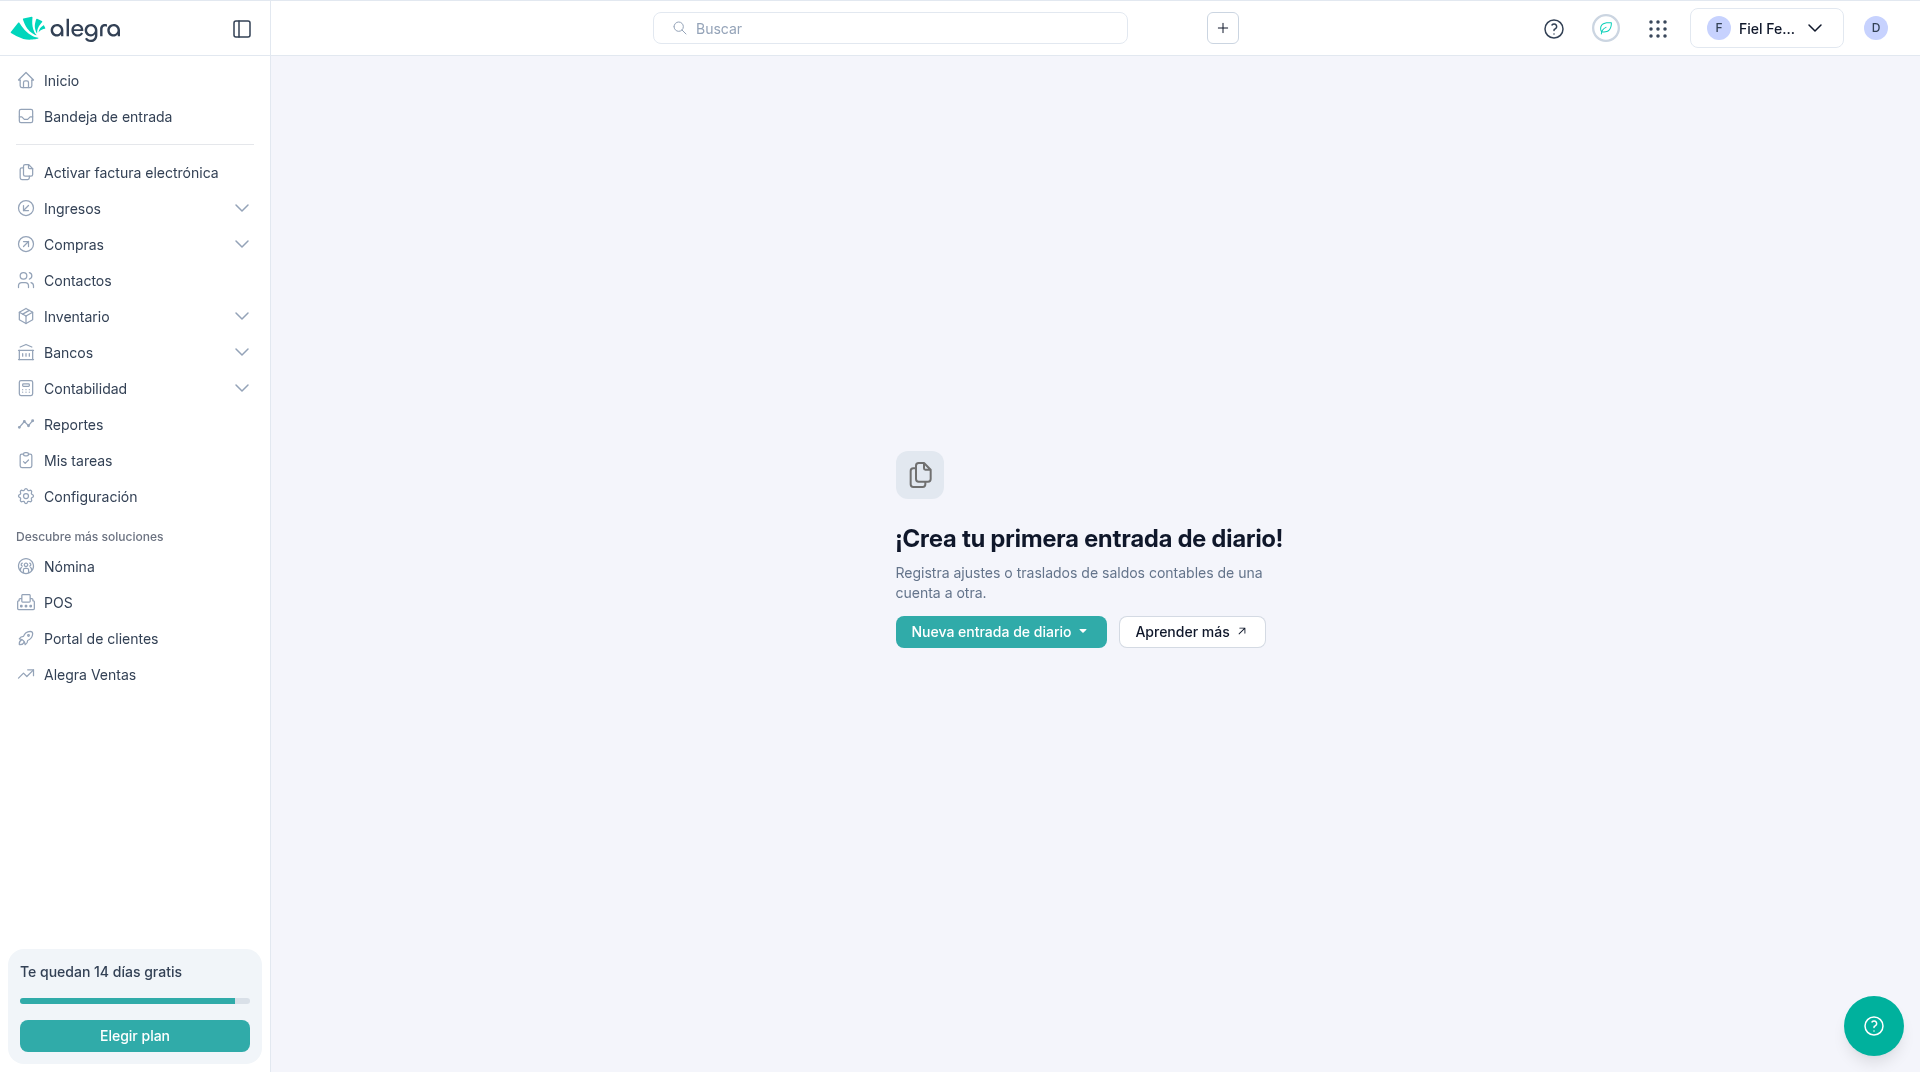 alegra
Buscar
F
Fiel Fe...
D
Inicio
Bandeja de entrada
Activar factura electrónica
Ingresos
Compras
Contactos
Inventario
Bancos
Contabilidad
Reportes
Mis tareas
Configuración
Descubre más soluciones
Nómina
POS
Portal de clientes
Alegra Ventas
Te quedan 14 días gratis
Elegir plan
¡Crea tu primera entrada de diario!
Registra ajustes o traslados de saldos contables de una
cuenta a otra.
Nueva entrada de diario
Aprender más